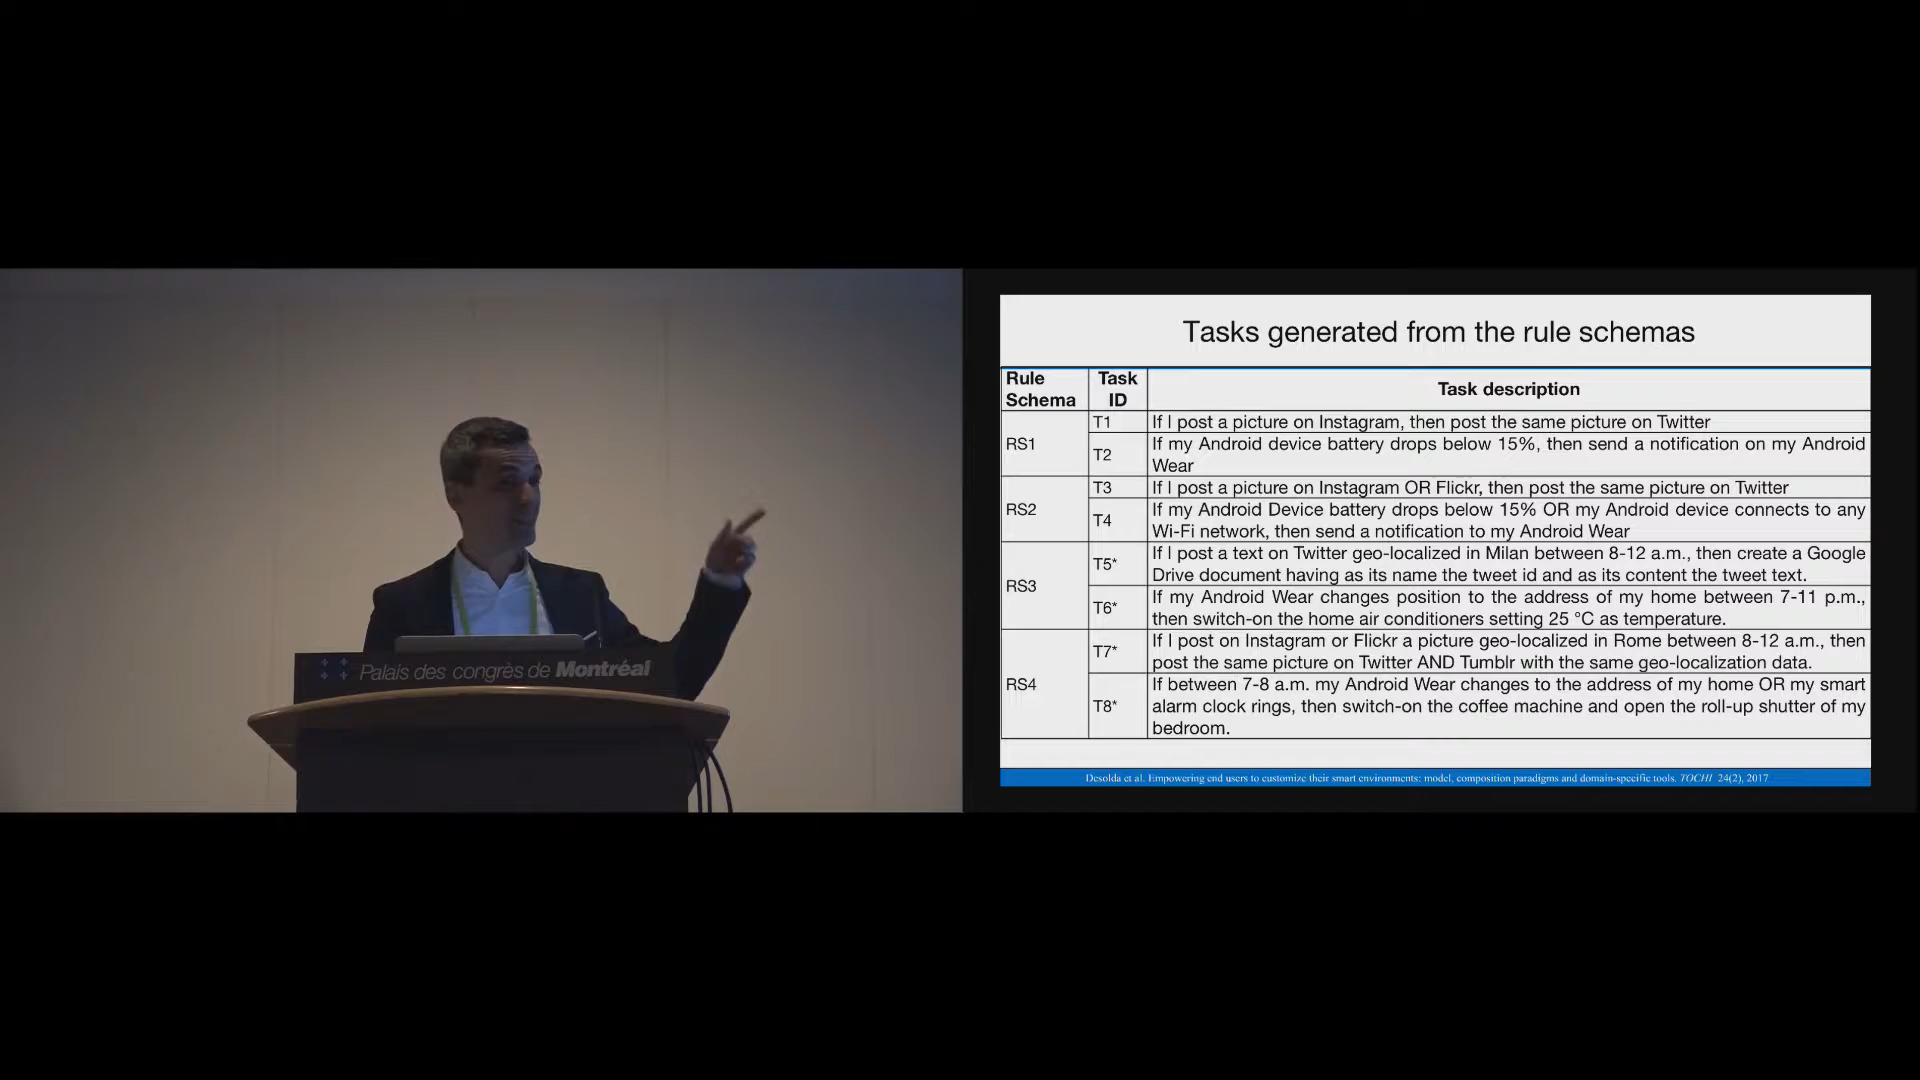 Palais des congrès de Montréal
Tasks generated from the rule schemas
Rule Schema
Task ID
Task description
RS1
T1
If I post a picture on Instagram, then post the same picture on Twitter
T2
If my Android device battery drops below 15%, then send a notification on my Android
Wear
RS2
T3
If I post a picture on Instagram OR Flickr, then post the same picture on Twitter
T4
If my Android Device battery drops below 15% OR my Android device connects to any
Wi-Fi network, then send a notification to my Android Wear
RS3
T5*
If I post a text on Twitter geo-localized in Milan between 8-12 a.m., then create a Google
Drive document having as its name the tweet id and as its content the tweet text.
T6*
If my Android Wear changes position to the address of my home between 7-11 p.m.,
then switch-on the home air conditioners setting 25 °C as temperature.
RS4
T7*
If I post on Instagram or Flickr a picture geo-localized in Rome between 8-12 a.m., then
post the same picture on Twitter AND Tumblr with the same geo-localization data.
T8*
If between 7-8 a.m. my Android Wear changes to the address of my home OR my smart
alarm clock rings, then switch-on the coffee machine and open the roll-up shutter of my
bedroom.
Desolda et al. Empowering end users to customize their smart environments: model, composition paradigms and domain-specific tools. TOCHI 24(2), 2017